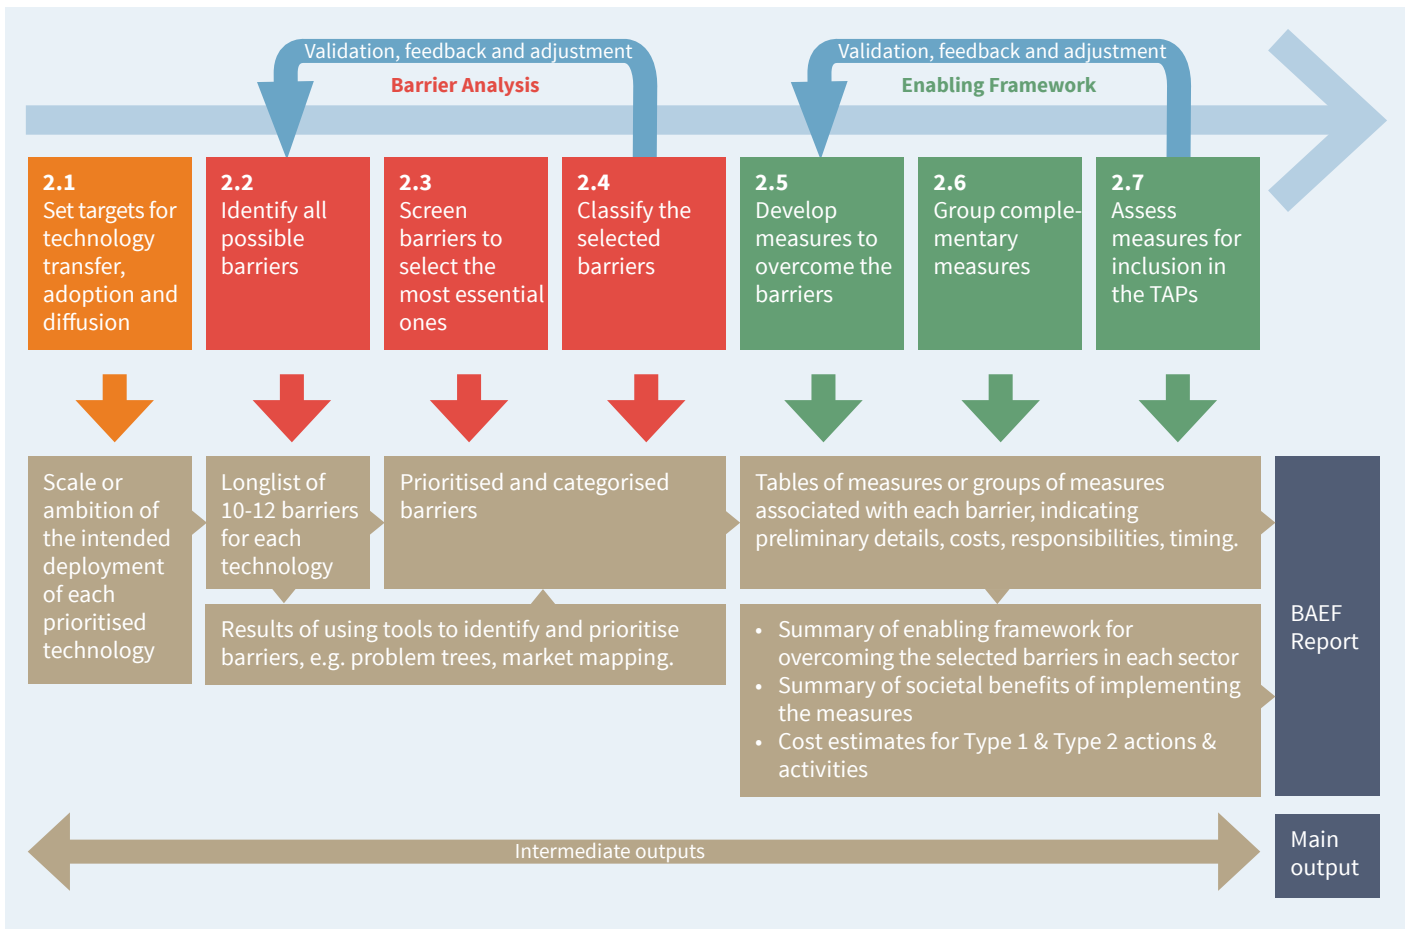 Validation, feedback and adjustment
Barrier Analysis
Validation, feedback and adjustment
Enabling Framework
2.1
Set targets for
technology
transfer,
adoption and
diffusion
2.2
Identify all
possible
barriers
2.3
Screen
barriers to
select the
most essential
ones
2.4
Classify the
selected
barriers
2.5
Develop
measures to
overcome the
barriers
2.6
Group comple-
mentary
measures
2.7
Assess
measures for
inclusion in
the TAPs
Scale or
ambition of
the intended
deployment
of each
prioritised
technology
Longlist of
10-12 barriers
for each
technology
Prioritised and categorised
barriers
Results of using tools to identify and prioritise
barriers, e.g. problem trees, market mapping.
Tables of measures or groups of measures
associated with each barrier, indicating
preliminary details, costs, responsibilities, timing.
• Summary of enabling framework for
overcoming the selected barriers in each sector
• Summary of societal benefits of implementing
the measures
• Cost estimates for Type 1 & Type 2 actions &
activities
BAEF
Report
Intermediate outputs
Main
output